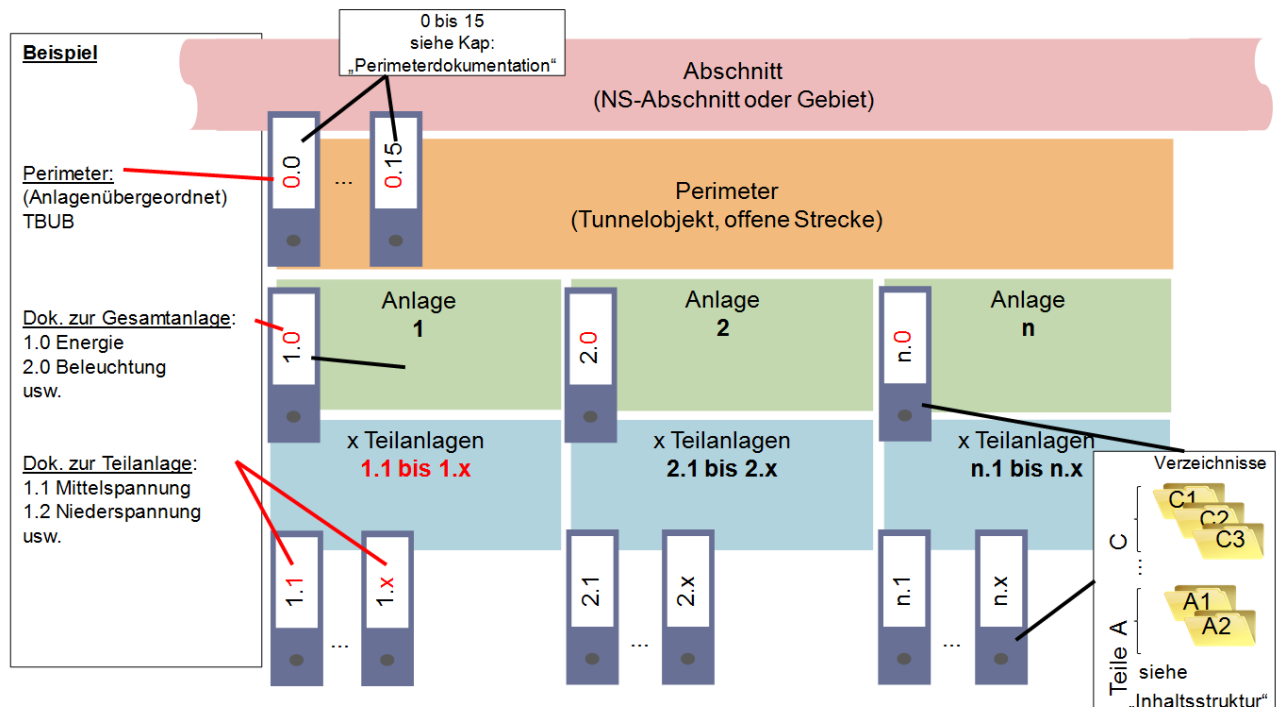 Beispiel
0 bis 15
siehe Kap:
„Perimeterdokumentation“
Abschnitt
(NS-Abschnitt oder Gebiet)
Perimeter:
(Anlagenübergeordnet)
TBUB
0.0
...
0.15
Perimeter
(Tunnelobjekt, offene Strecke)
Dok. zur Gesamtanlage:
1.0 Energie
2.0 Beleuchtung
usw.
1.0
Anlage
1
2.0
Anlage
2
n.0
Anlage
n
Dok. zur Teilanlage:
1.1 Mittelspannung
1.2 Niederspannung
usw.
x Teilanlagen
1.1 bis 1.x
x Teilanlagen
2.1 bis 2.x
x Teilanlagen
n.1 bis n.x
1.1
...
1.x
2.1
...
2.x
n.1
...
n.x
Verzeichnisse
C1
C2
C3
C
...
A1
A2
Teile A
siehe
„Inhaltsstruktur“